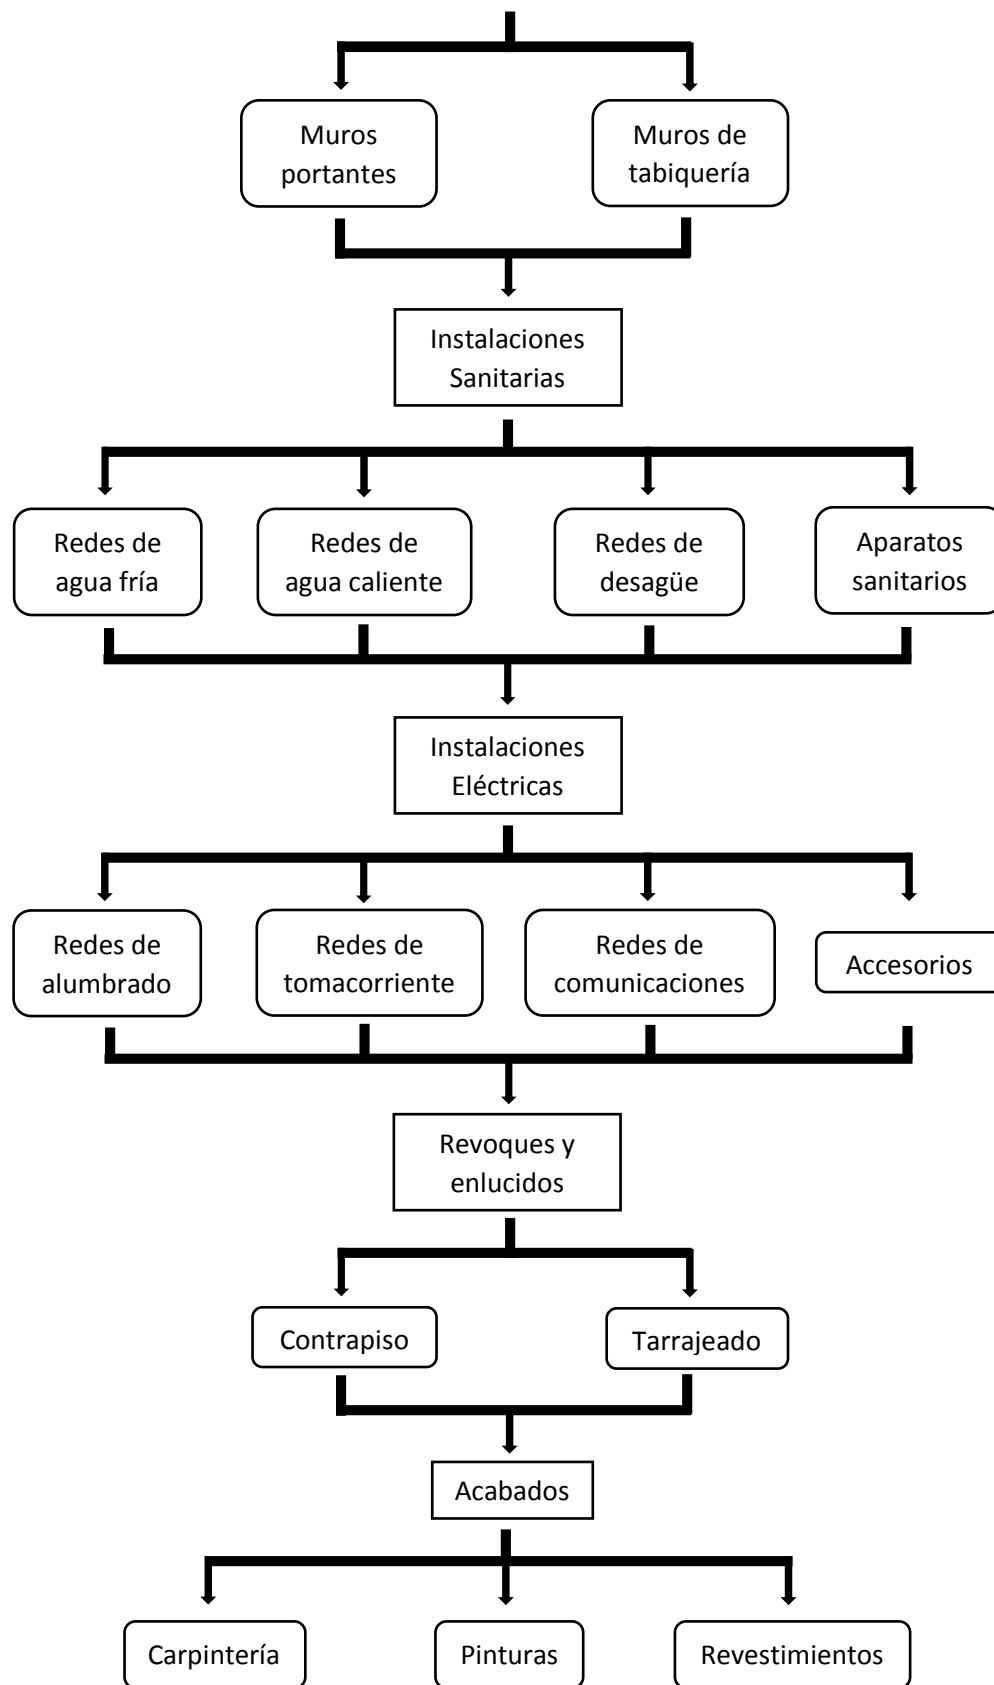 Muros
portantes
Muros de
tabiquería
Instalaciones
Sanitarias
Redes de
agua fría
Redes de
agua caliente
Redes de
desagüe
Aparatos
sanitarios
Instalaciones
Eléctricas
Redes de
alumbrado
Redes de
tomacorriente
Redes de
comunicaciones
Accesorios
Revoques y
enlucidos
Contrapiso
Tarrajeado
Acabados
Carpintería
Pinturas
Revestimientos